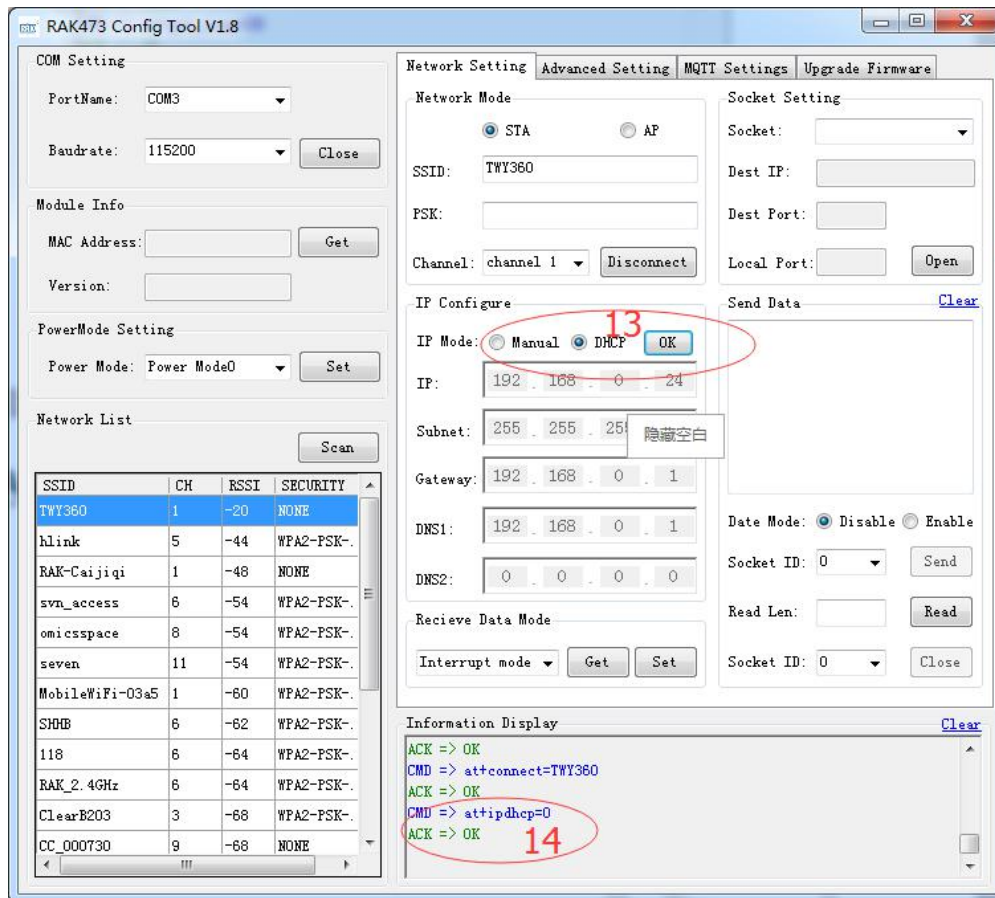 RAK473 Config Tool V1.8
COM Setting
PortName: COM3
Baudrate: 115200 Close
Module Info
MAC Address: Get
Version:
PowerMode Setting
Power Mode: Power Mode0 Set
Network List
Scan
SSID CH RSSI SECURITY
TWY360 1 -20 NONE
hlink 5 -44 WPA2-PSK-.
RAK-Caijiqi 1 -48 NONE
svn_access 6 -54 WPA2-PSK-.
omicsspace 8 -54 WPA2-PSK-.
seven 11 -54 WPA2-PSK-.
MobileWiFi-03a5 1 -60 WPA2-PSK-.
SHHB 6 -62 WPA2-PSK-.
118 6 -64 WPA2-PSK-.
RAK_2.4GHz 6 -64 WPA2-PSK-.
ClearB203 3 -68 WPA2-PSK-.
CC_000730 9 -68 NONE
Network Setting Advanced Setting MQTT Settings Upgrade Firmware
Network Mode
STA AP
SSID: TWY360
PSK:
Channel: channel 1 Disconnect
IP Configure
13
IP Mode: Manual DHCP OK
IP: 192 . 168 . 0 . 24
Subnet: 255 . 255 . 25
隐藏空白
Gateway: 192 . 168 . 0 . 1
DNS1: 192 . 168 . 0 . 1
DNS2: 0 . 0 . 0 . 0
Recieve Data Mode
Interrupt mode Get Set
Socket Setting
Socket:
Dest IP:
Dest Port:
Local Port: Open
Send Data Clear
Date Mode: Disable Enable
Socket ID: 0 Send
Read Len: Read
Socket ID: 0 Close
Information Display Clear
ACK => OK
CMD => at+connect=TWY360
ACK => OK
CMD => at+ipdhcp=0
ACK => OK
14